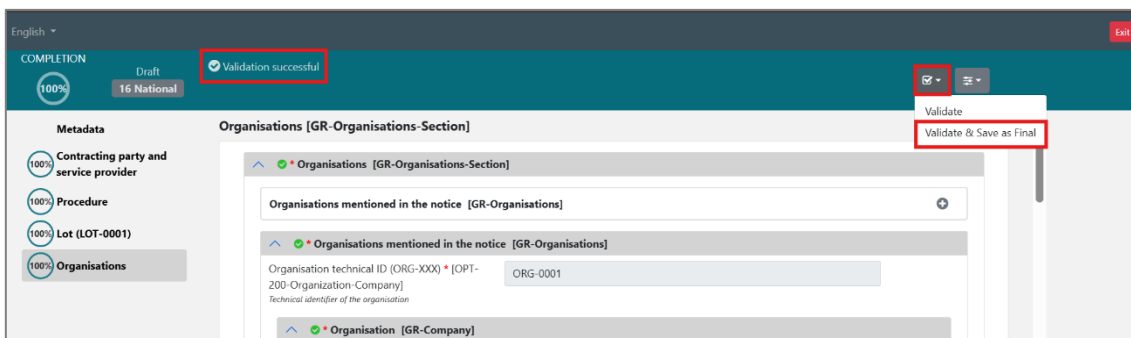 English
Exit
COMPLETION
100%
Draft
16 National
Validation successful
Validate
Validate & Save as Final
Metadata
100% Contracting party and
service provider
100% Procedure
100% Lot (LOT-0001)
100% Organisations
Organisations [GR-Organisations-Section]
* Organisations [GR-Organisations-Section]
Organisations mentioned in the notice [GR-Organisations]
* Organisations mentioned in the notice [GR-Organisations]
Organisation technical ID (ORG-XXX) * [OPT-
200-Organization-Company]
Technical identifier of the organisation
ORG-0001
* Organisation [GR-Company]